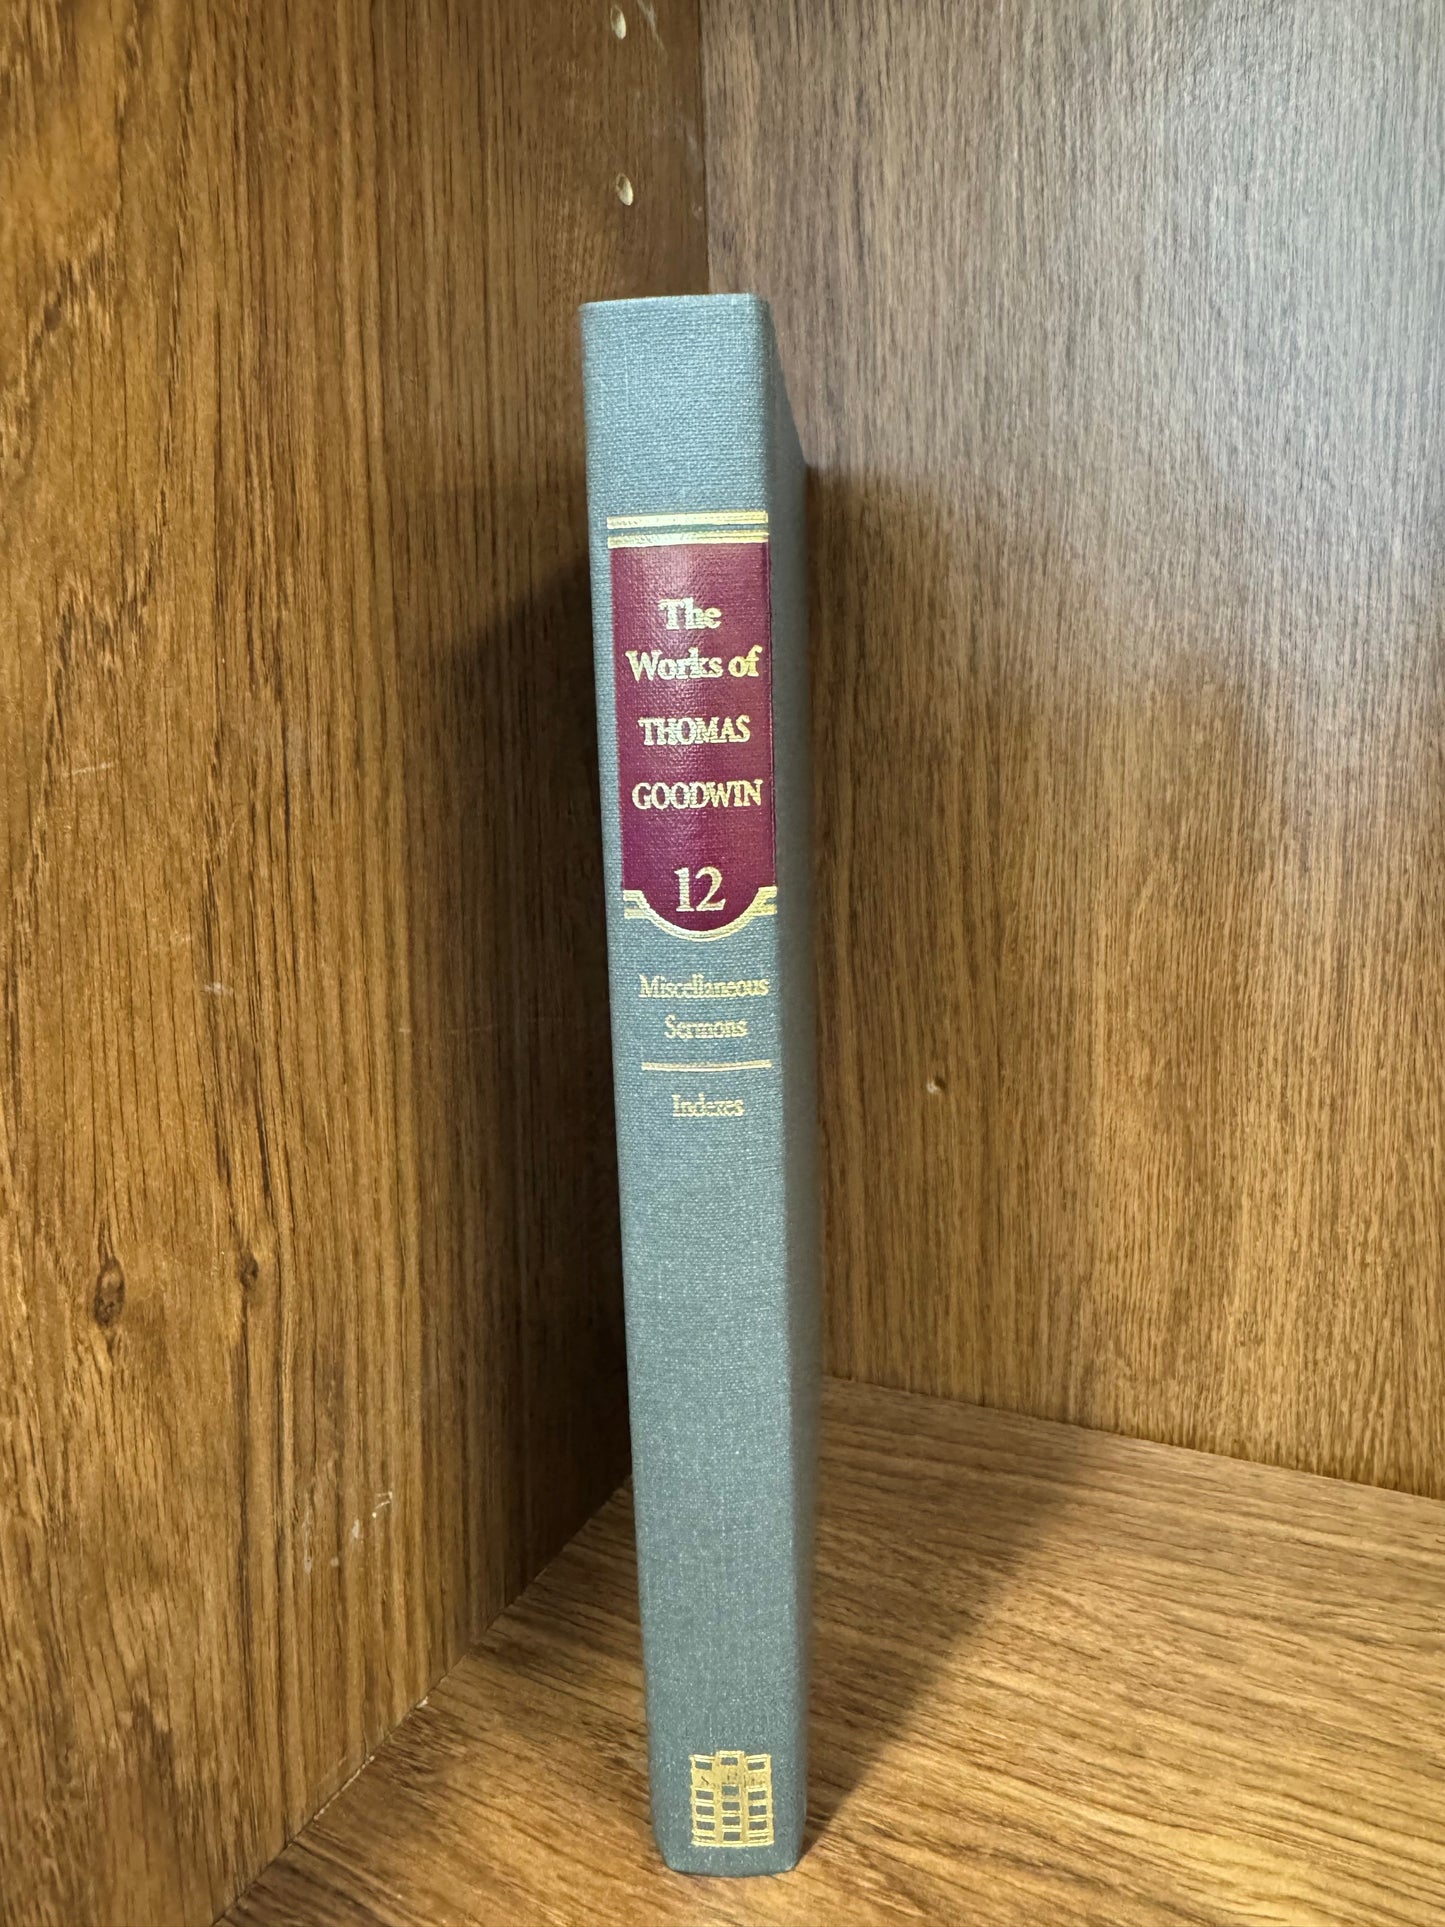 The
Works of
THOMAS
GOODWIN
12
Miscellaneous
Sermons
Indexes